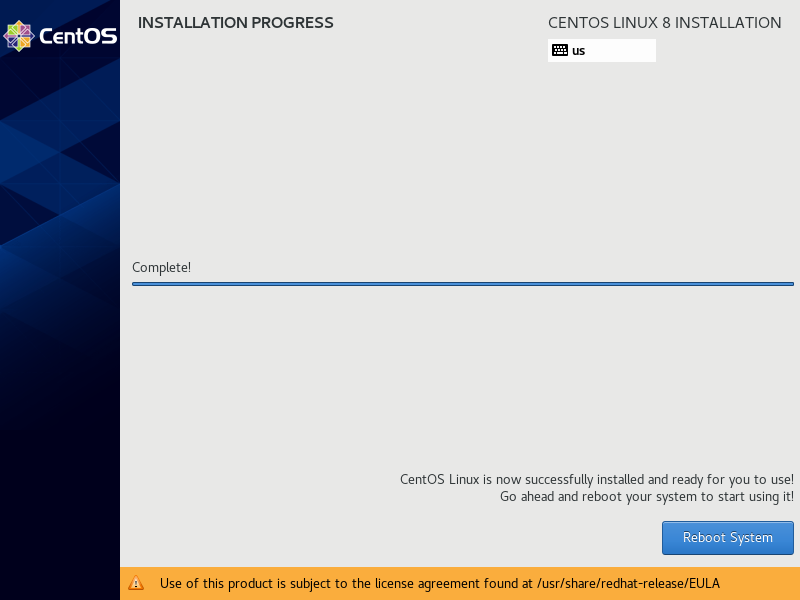 CentOS
INSTALLATION PROGRESS
CENTOS LINUX 8 INSTALLATION
us
Complete!
CentOS Linux is now successfully installed and ready for you to use!
Go ahead and reboot your system to start using it!
Reboot System
Use of this product is subject to the license agreement found at /usr/share/redhat-release/EULA